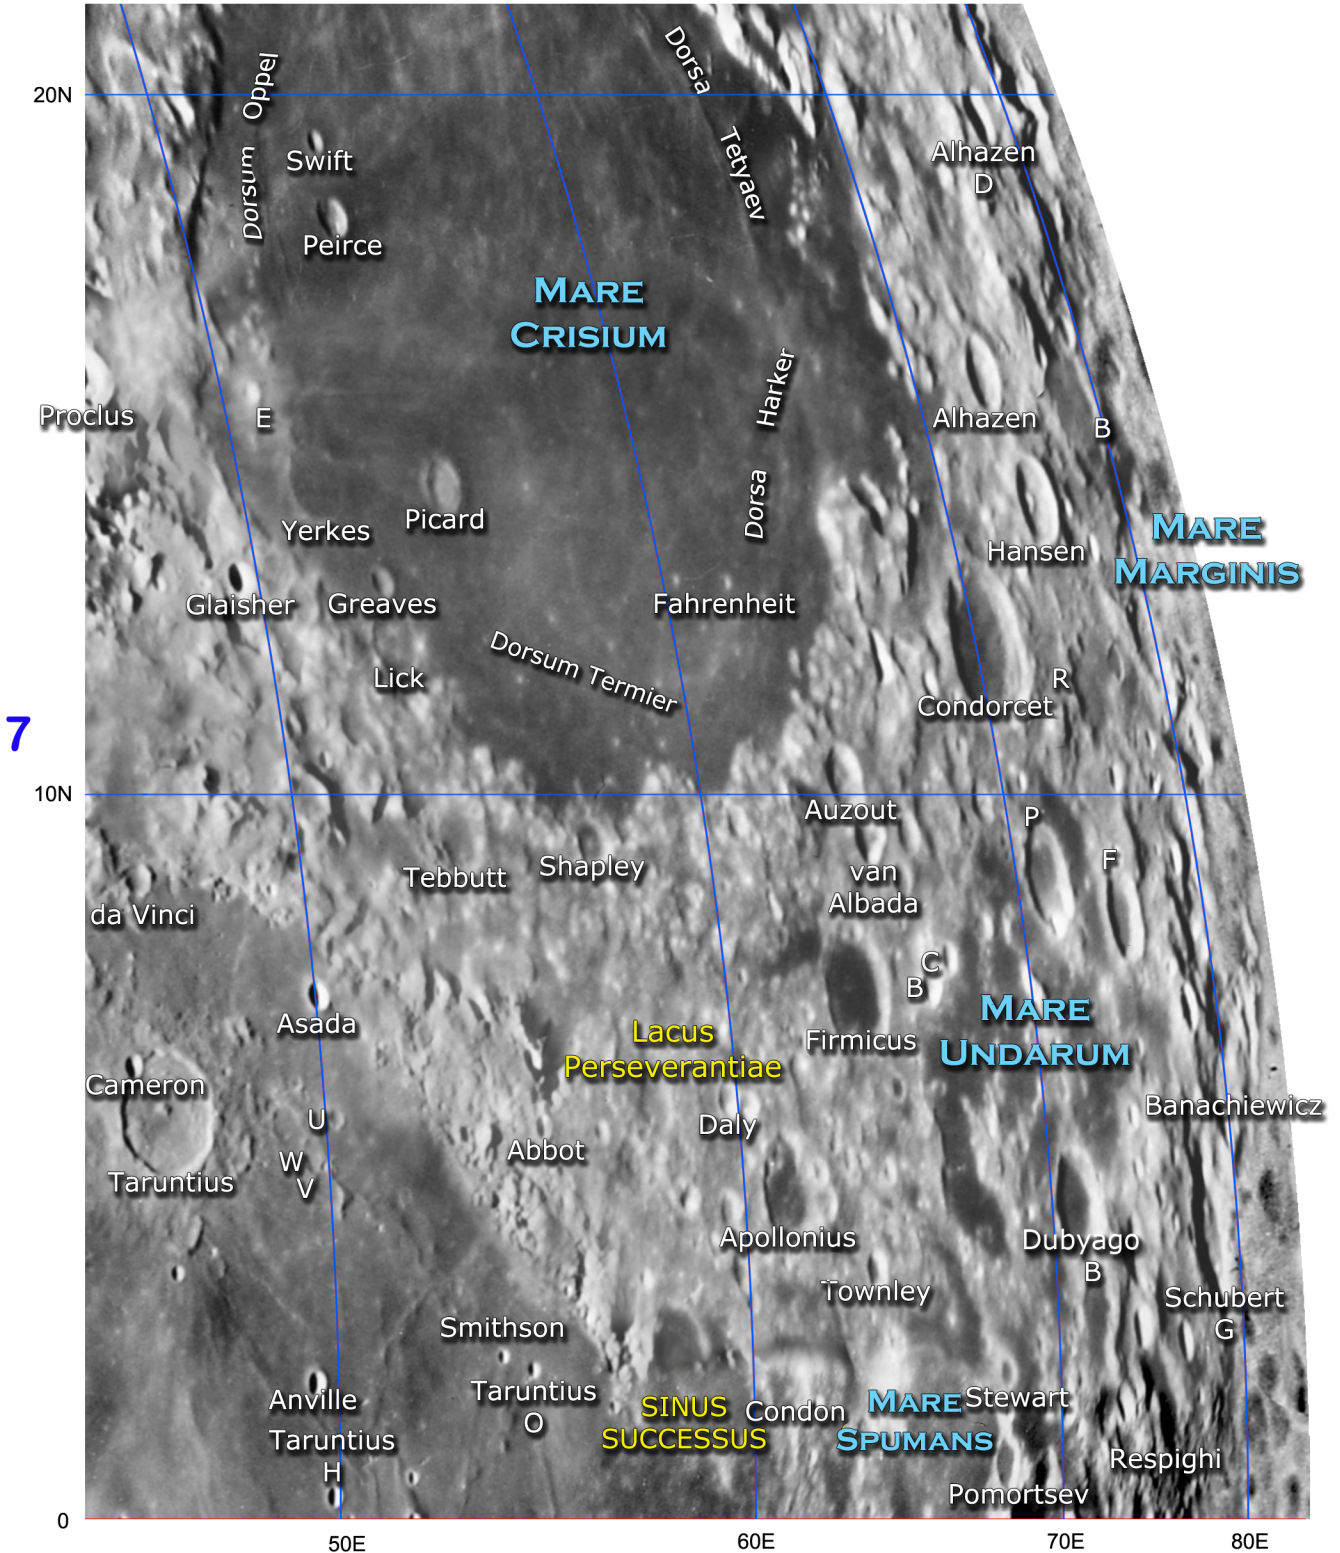 Oppel
Dorsum
Swift
Peirce
Dorsa
Tetyaev
20N
Alhazen
D
Mare
Crisium
Harker
Dorsa
Proclus
E
Alhazen
B
Yerkes
Picard
Hansen
Mare
Marginis
Glaisher
Greaves
Fahrenheit
Dorsum Termier
Lick
R
Condorcet
7
10N
Auzout
P
F
Tebbutt
Shapley
van
Albada
da Vinci
C
B
Asada
Lacus
Perseverantiae
Firmicus
Mare
Undarum
Cameron
U
Daly
Banachiewicz
W
V
Taruntius
Abbot
Apollonius
Dubyago
B
Townley
Schubert
G
Smithson
Anville
Taruntius
O
SINUS
SUCCESSUS
Condon
Mare
Spumans
Stewart
Taruntius
H
Respighi
Pomortsev
0
50E
60E
70E
80E